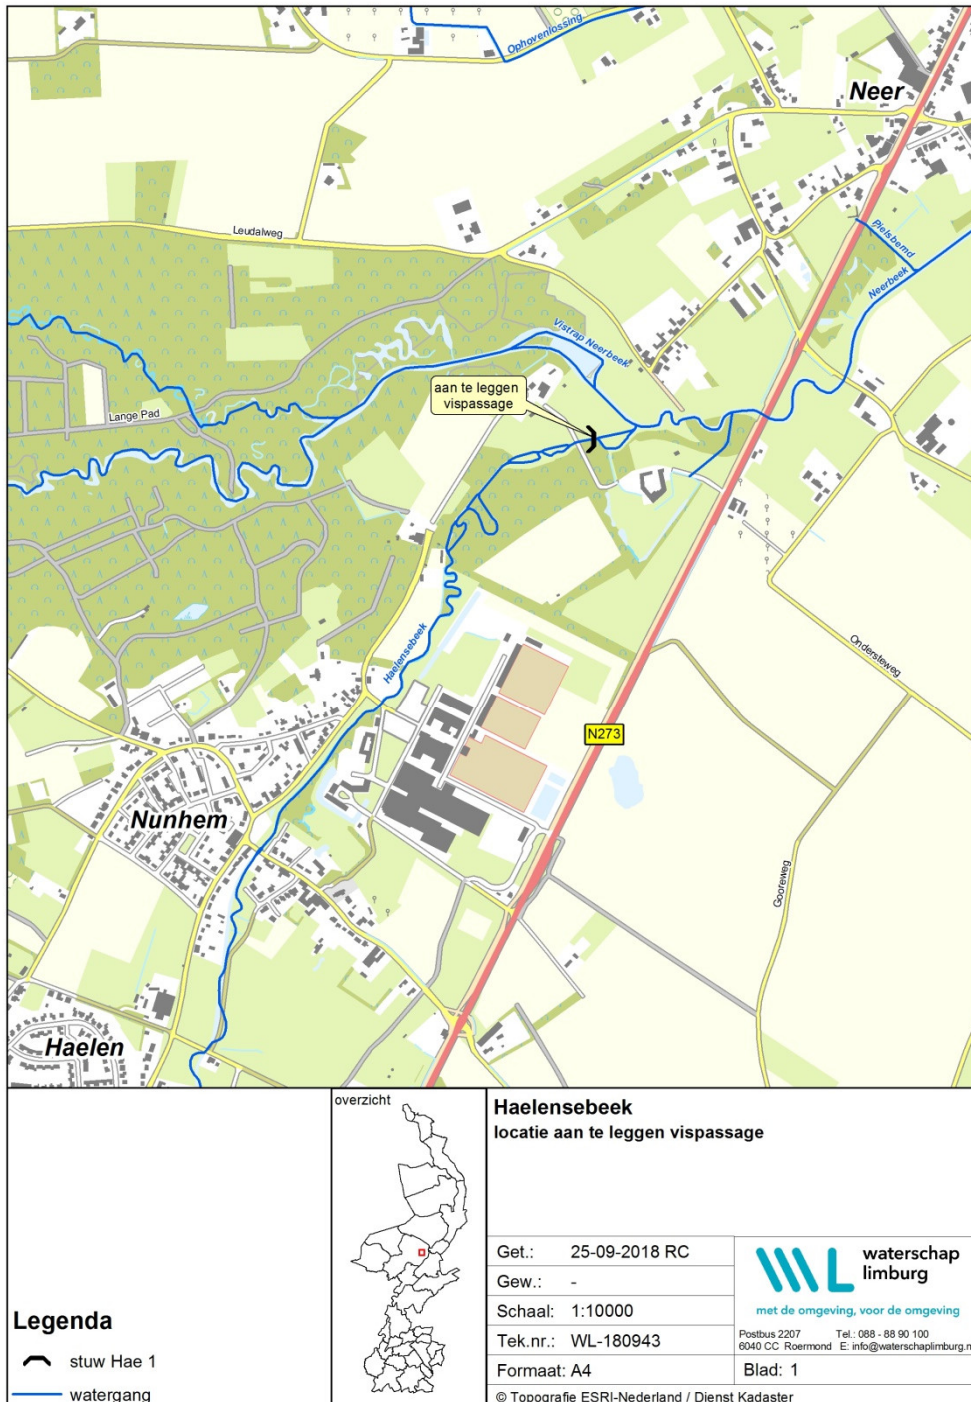 Ophovenlossing
Neer
Leudalweg
Pielsbemd
Neerbeek
Vistrap Neerbeek
aan te leggen
vispassage
Lange Pad
Haelensebeek
Ondersteweg
N273
Nunhem
Gooreweg
Haelen
overzicht
Haelensebeek
locatie aan te leggen vispassage
Get.: 25-09-2018 RC
Gew.: -
Schaal: 1:10000
Tek.nr.: WL-180943
Formaat: A4
WL waterschap
limburg
met de omgeving, voor de omgeving
Postbus 2207 Tel.: 088 - 88 90 100
6040 CC Roermond E: info@waterschaplimburg.n
Blad: 1
© Topografie ESRI-Nederland / Dienst Kadaster
Legenda
stuw Hae 1
watergang